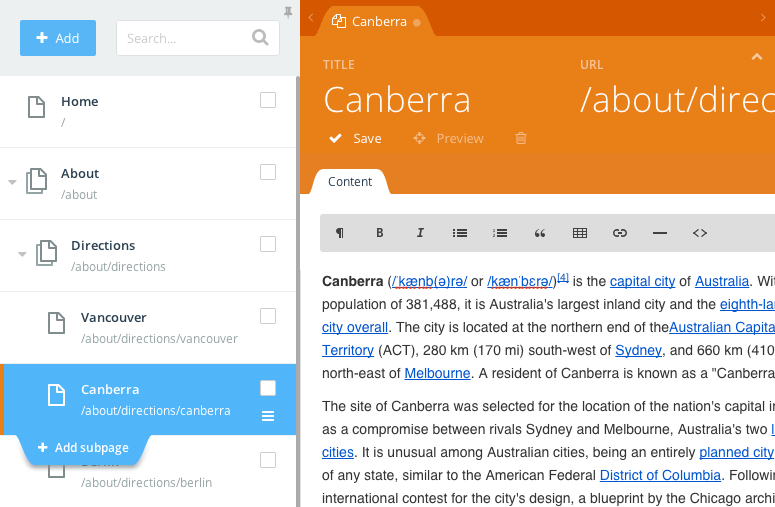 Add
Search...
Home
/
About
/about
Directions
/about/directions
Vancouver
/about/directions/vancouver
Canberra
/about/directions/canberra
Add subpage
/about/directions/berlin
Canberra
TITLE
URL
Canberra
/about/direc
Save
Preview
Content
¶ B I “ <>
Canberra (/ˈkænb(ə)rə/ or /kænˈbɛrə/)[4] is the capital city of Australia. Wit
population of 381,488, it is Australia's largest inland city and the eighth-la
city overall. The city is located at the northern end of theAustralian Capita
Territory (ACT), 280 km (170 mi) south-west of Sydney, and 660 km (410
north-east of Melbourne. A resident of Canberra is known as a "Canberra
The site of Canberra was selected for the location of the nation's capital i
as a compromise between rivals Sydney and Melbourne, Australia's two l
cities. It is unusual among Australian cities, being an entirely planned city
of any state, similar to the American Federal District of Columbia. Followi
international contest for the city's design, a blueprint by the Chicago archi